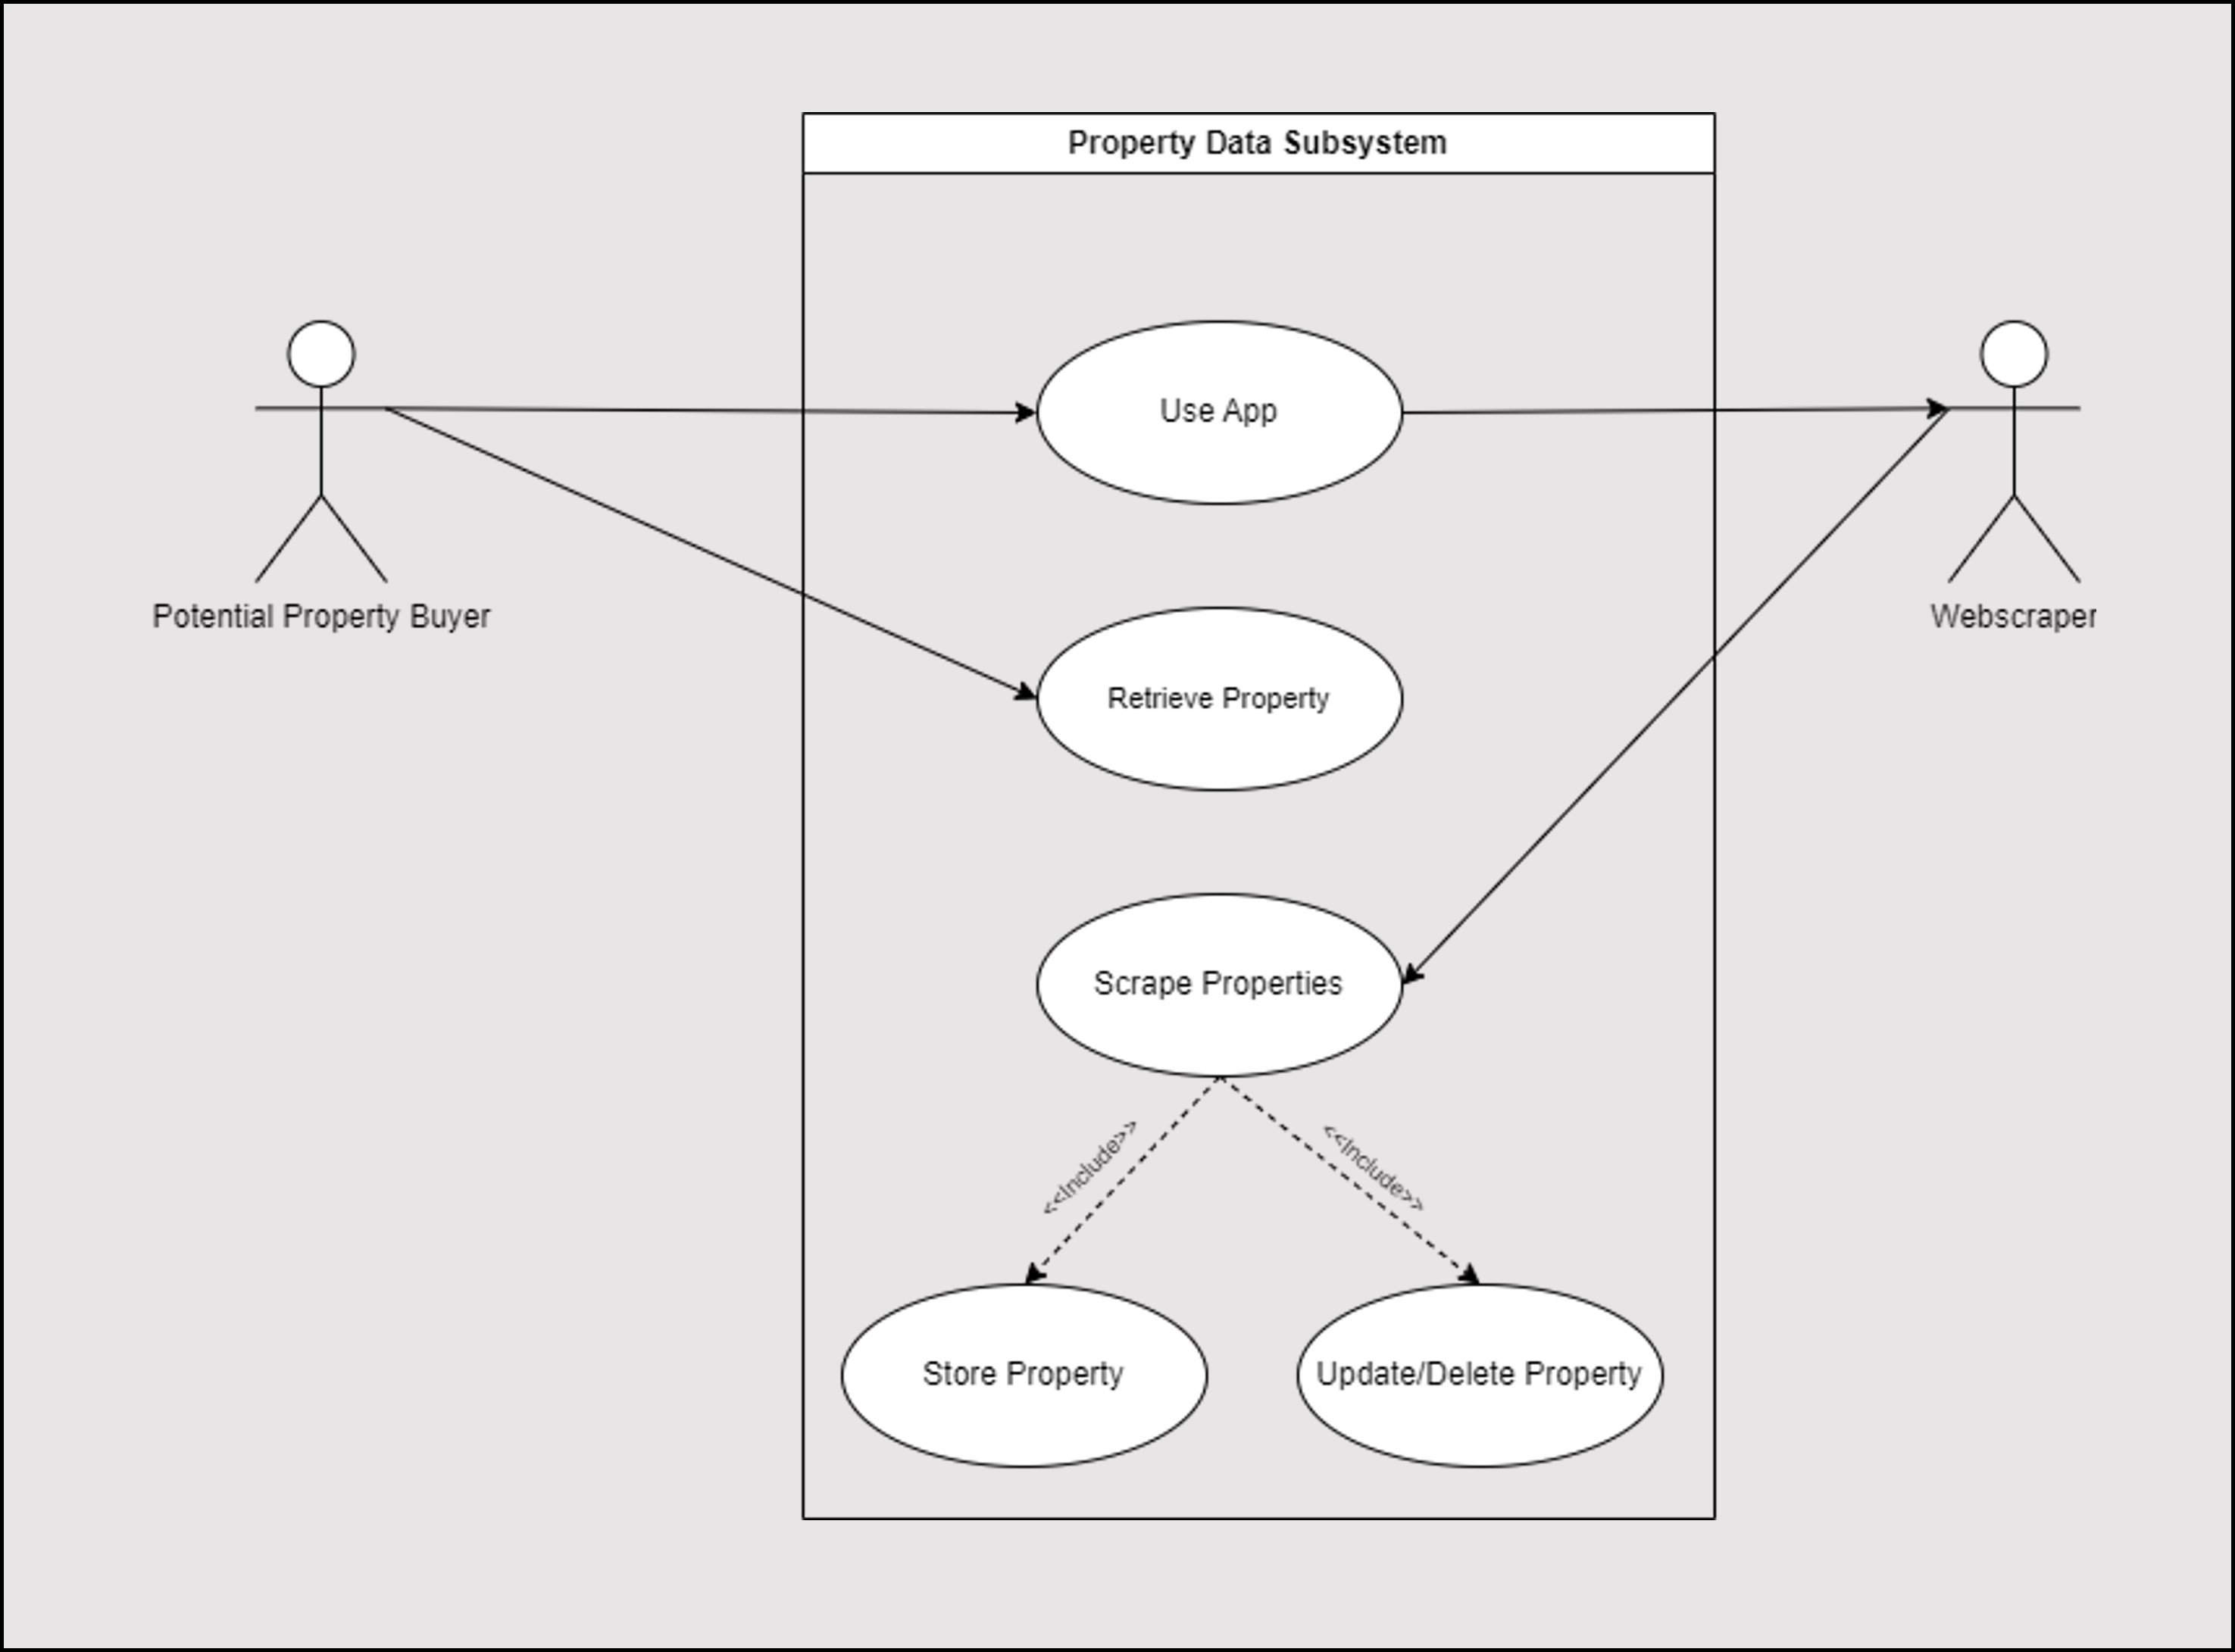 Property Data Subsystem
Use App
Potential Property Buyer
Webscraper
Retrieve Property
Scrape Properties
<<Include>>
<<Include>>
Store Property
Update/Delete Property